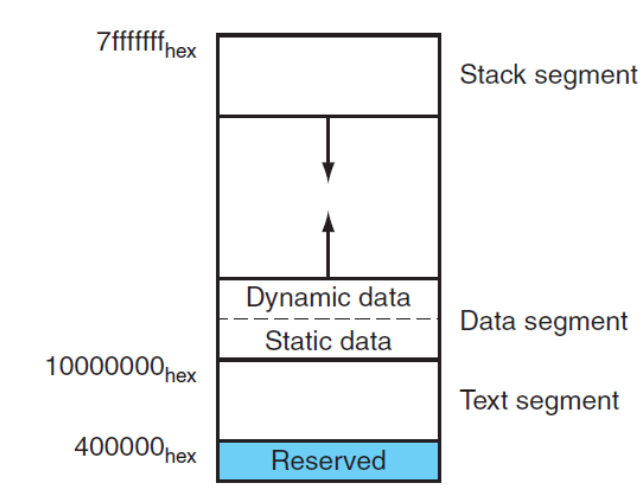 7fffffffhex
Stack segment
Dynamic data
Static data
Data segment
10000000hex
Text segment
400000hex
Reserved